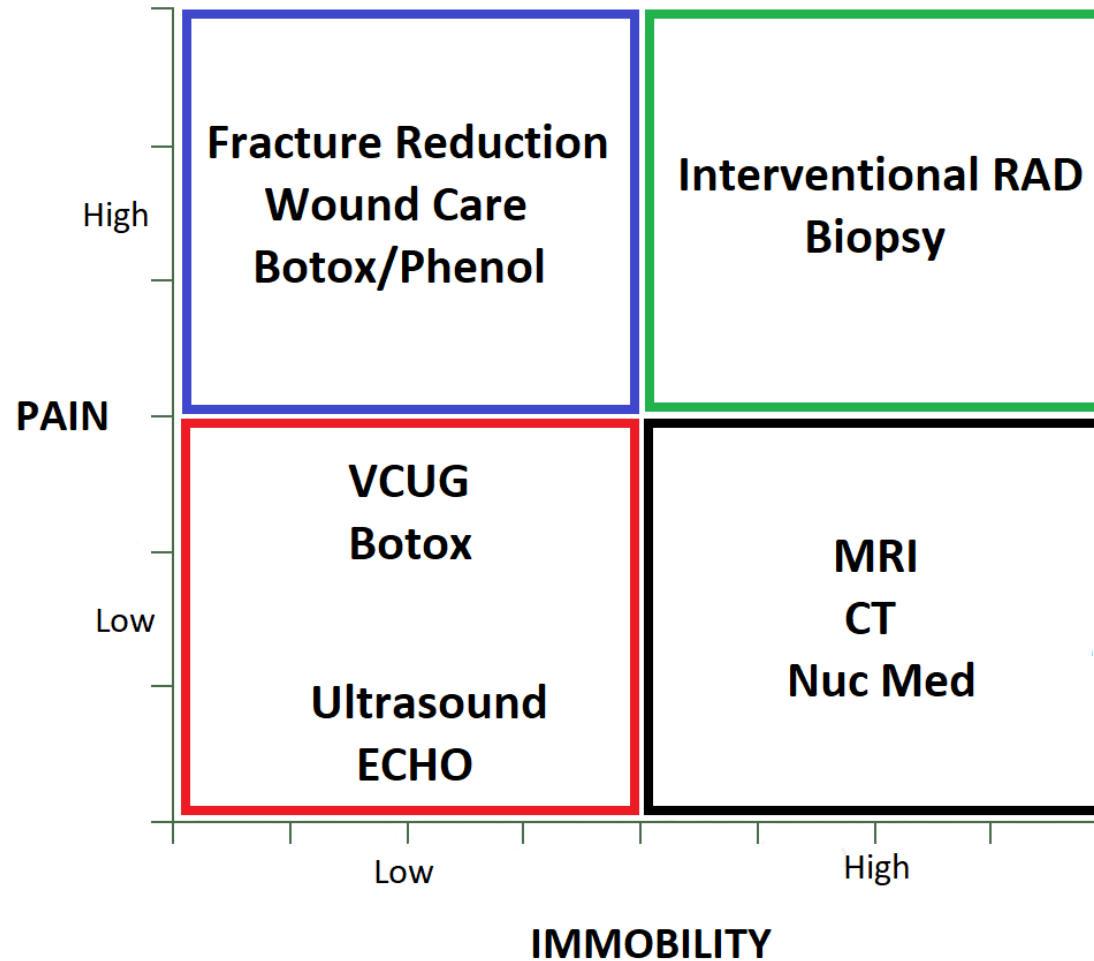 Fracture Reduction
Wound Care
Botox/Phenol
Interventional RAD
Biopsy
High
PAIN
VCUG
Botox
Ultrasound
ECHO
MRI
CT
Nuc Med
Low
Low
High
IMMOBILITY